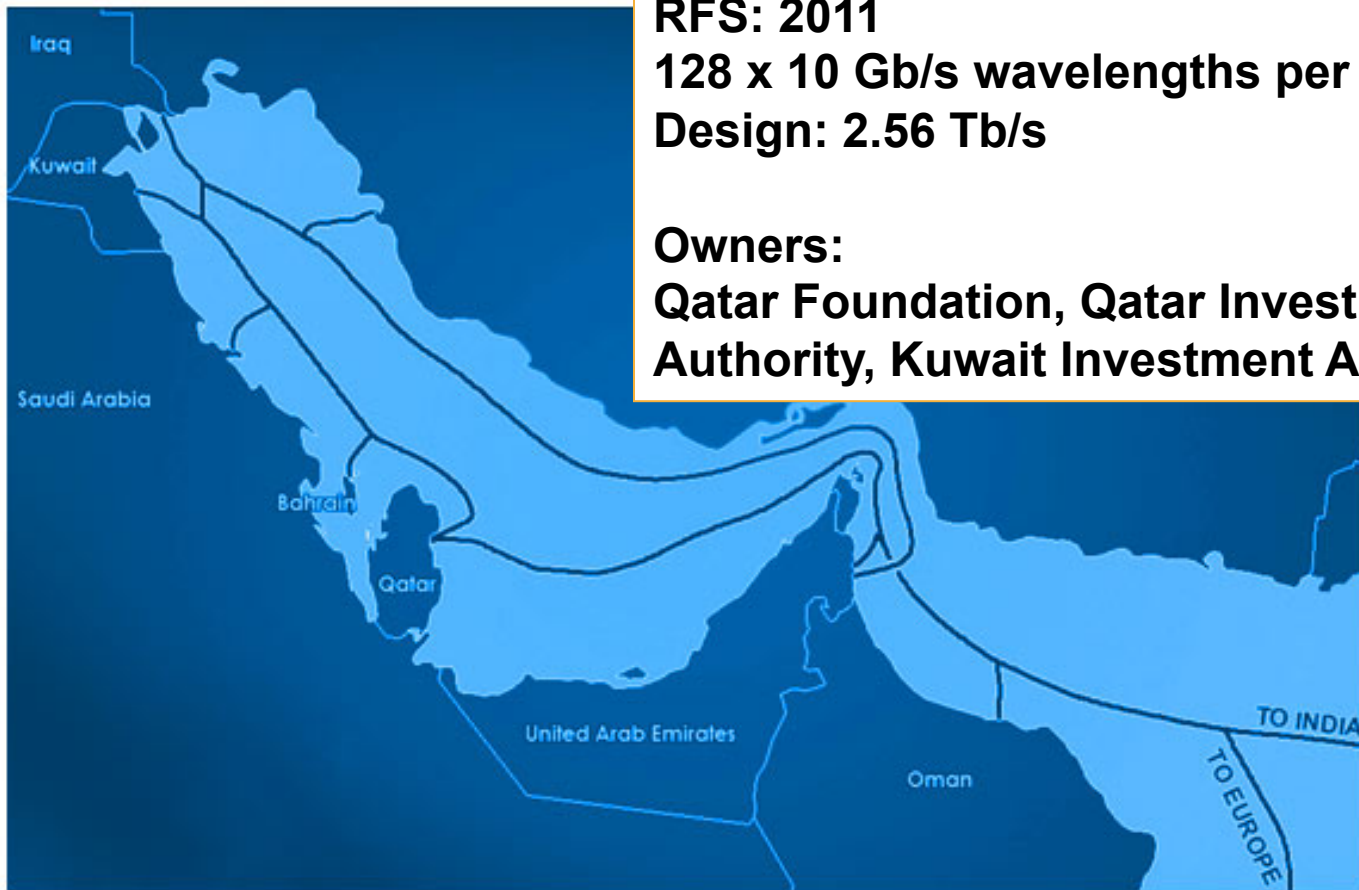 RFS: 2011
128 x 10 Gb/s wavelengths per
Design: 2.56 Tb/s
Owners:
Qatar Foundation, Qatar Invest
Authority, Kuwait Investment A
Iraq
Kuwait
Saudi Arabia
Bahrain
Qatar
United Arab Emirates
Oman
TO INDIA
TO EUROPE